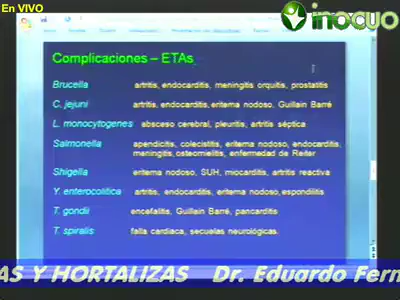 En VIVO
inocuo
Complicaciones – ETAs
Brucella artritis, endocarditis, meningitis orquitis, prostatitis
C. jejuni artritis, endocarditis, eritema nodoso, Guillain Barré
L. monocytogenes absceso cerebral, pleuritis, artritis séptica
Salmonella apendicitis, colecistitis, eritema nodoso, endocarditis,
meningitis, osteomielitis, enfermedad de Reiter
Shigella eritema nodoso, SUH, miocarditis, artritis reactiva
Y. enterocolitica artritis, endocarditis, eritema nodoso, espondilitis
T. gondii encefalitis, Guillain Barré, pancarditis
T. spiralis falla cardiaca, secuelas neurológicas.
AS Y HORTALIZAS Dr. Eduardo Fern